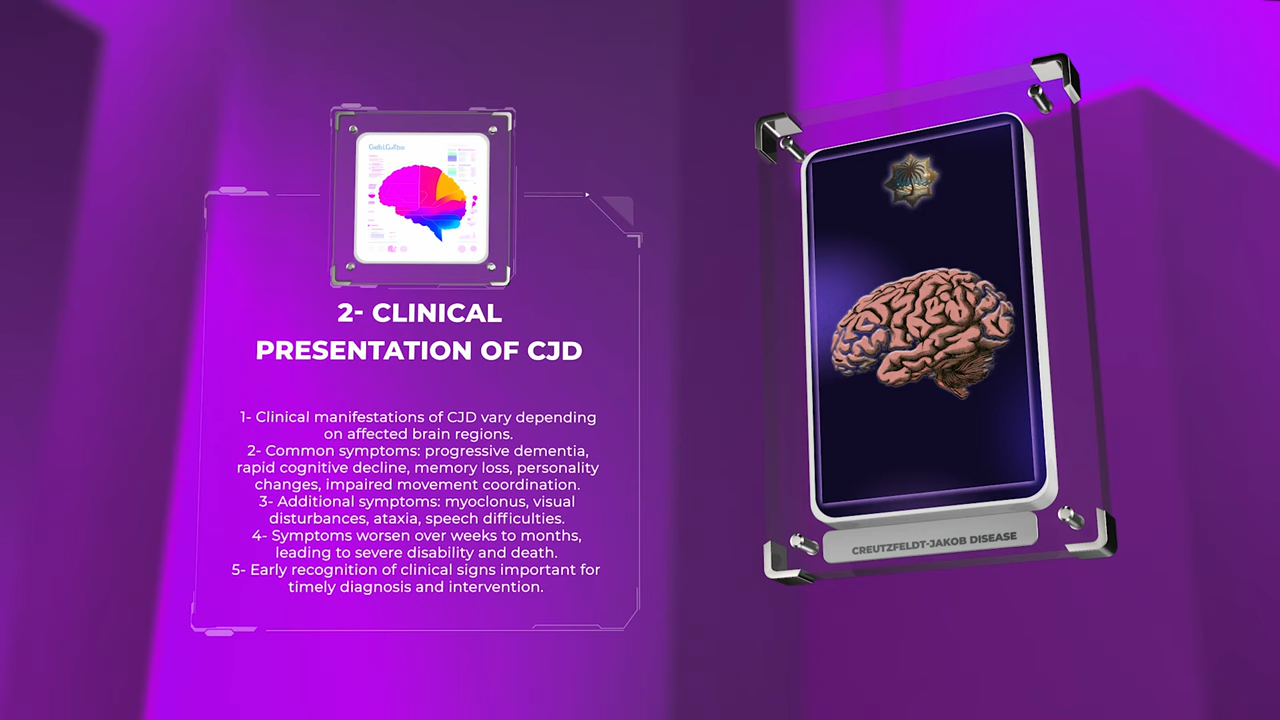 2- CLINICAL
PRESENTATION OF CJD
1- Clinical manifestations of CJD vary depending
on affected brain regions.
2- Common symptoms: progressive dementia,
rapid cognitive decline, memory loss, personality
changes, impaired movement coordination.
3- Additional symptoms: myoclonus, visual
disturbances, ataxia, speech difficulties.
4- Symptoms worsen over weeks to months,
leading to severe disability and death.
5- Early recognition of clinical signs important for
timely diagnosis and intervention.
CREUTZFELDT-JAKOB DISEASE